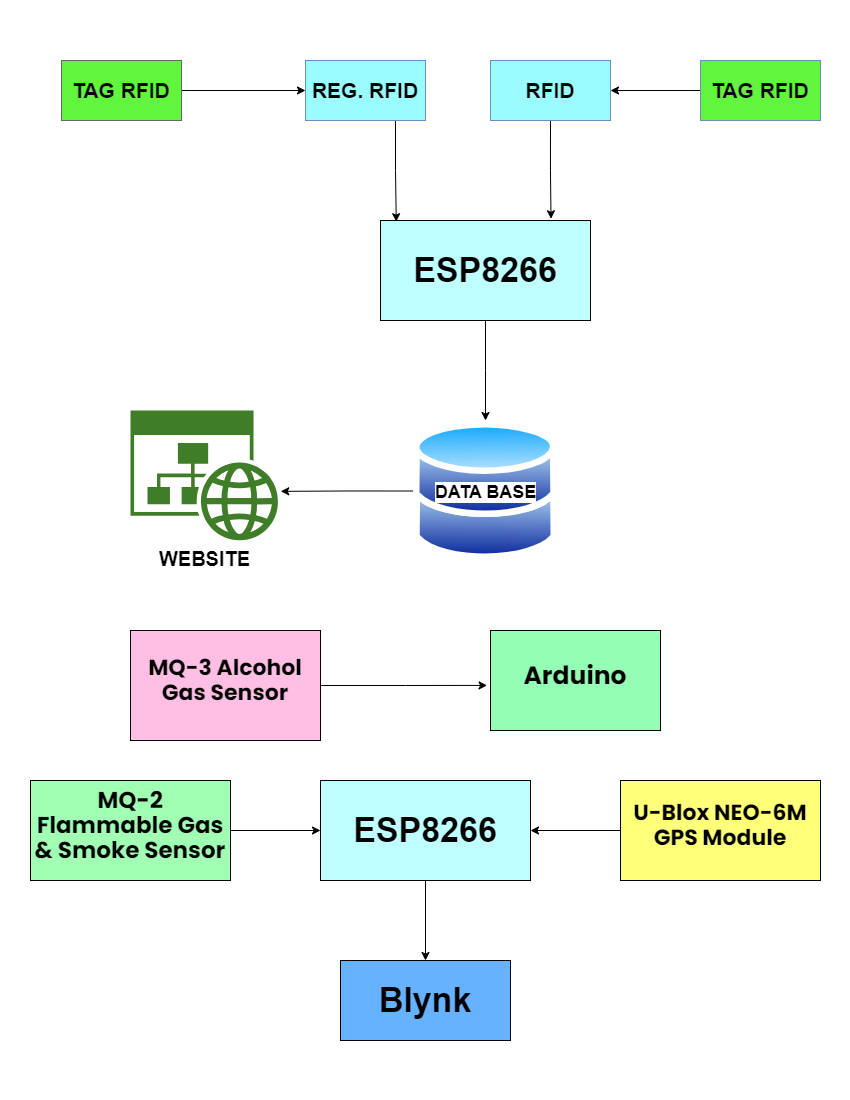 TAG RFID
REG. RFID
RFID
TAG RFID
ESP8266
DATA BASE
WEBSITE
MQ-3 Alcohol
Gas Sensor
Arduino
MQ-2
Flammable Gas
& Smoke Sensor
ESP8266
U-Blox NEO-6M
GPS Module
Blynk